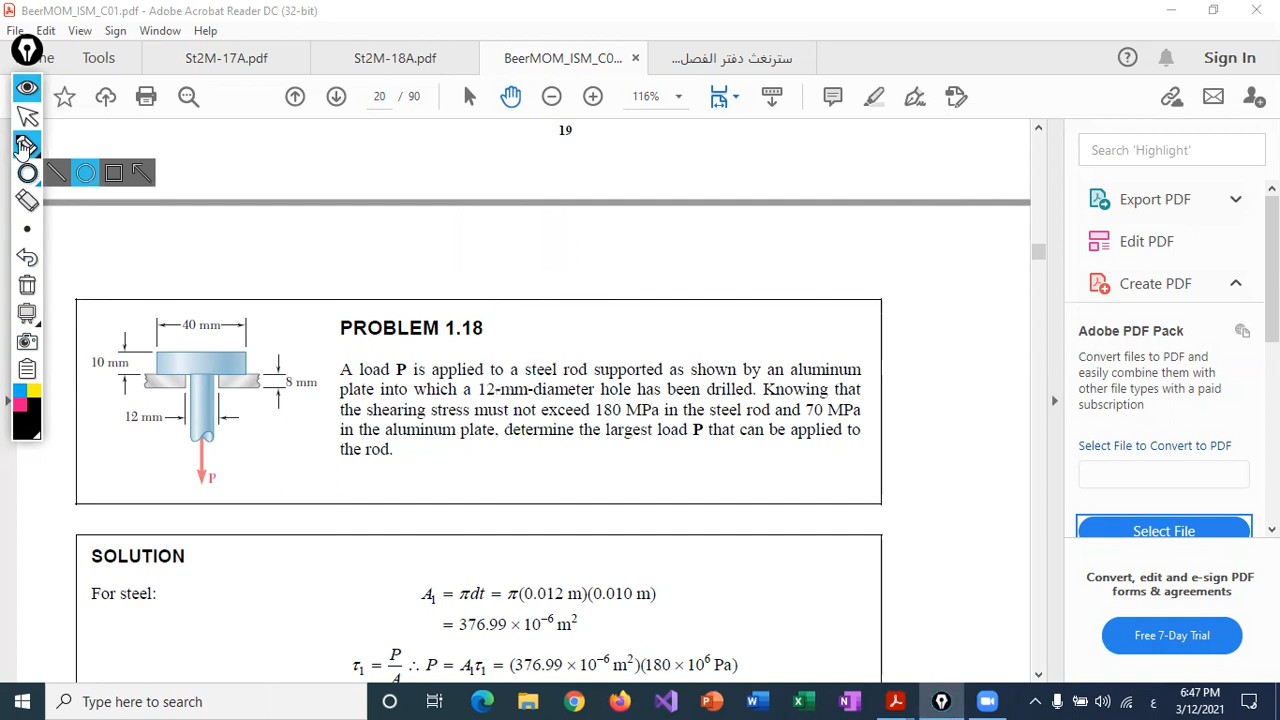 BeerMOM_ISM_C01.pdf - Adobe Acrobat Reader DC (32-bit)
File Edit View Sign Window Help
Tools
St2M-17A.pdf
St2M-18A.pdf
BeerMOM_ISM_C0...
سترنغث دفتر الفصل...
Sign In
20 / 90
116%
19
PROBLEM 1.18
A load P is applied to a steel rod supported as shown by an aluminum
plate into which a 12-mm-diameter hole has been drilled. Knowing that
the shearing stress must not exceed 180 MPa in the steel rod and 70 MPa
in the aluminum plate, determine the largest load P that can be applied to
the rod.
40 mm
10 mm
8 mm
12 mm
P
SOLUTION
For steel:
A₁ = πdt = π(0.012 m)(0.010 m)
= 376.99 × 10⁻⁶ m²
τ₁ = P/A ∴ P = A₁τ₁ = (376.99 × 10⁻⁶ m²)(180 × 10⁶ Pa)
Search 'Highlight'
Export PDF
Edit PDF
Create PDF
Adobe PDF Pack
Convert files to PDF and
easily combine them with
other file types with a paid
subscription
Select File to Convert to PDF
Select File
Convert, edit and e-sign PDF
forms & agreements
Free 7-Day Trial
Type here to search
ع
6:47 PM
3/12/2021